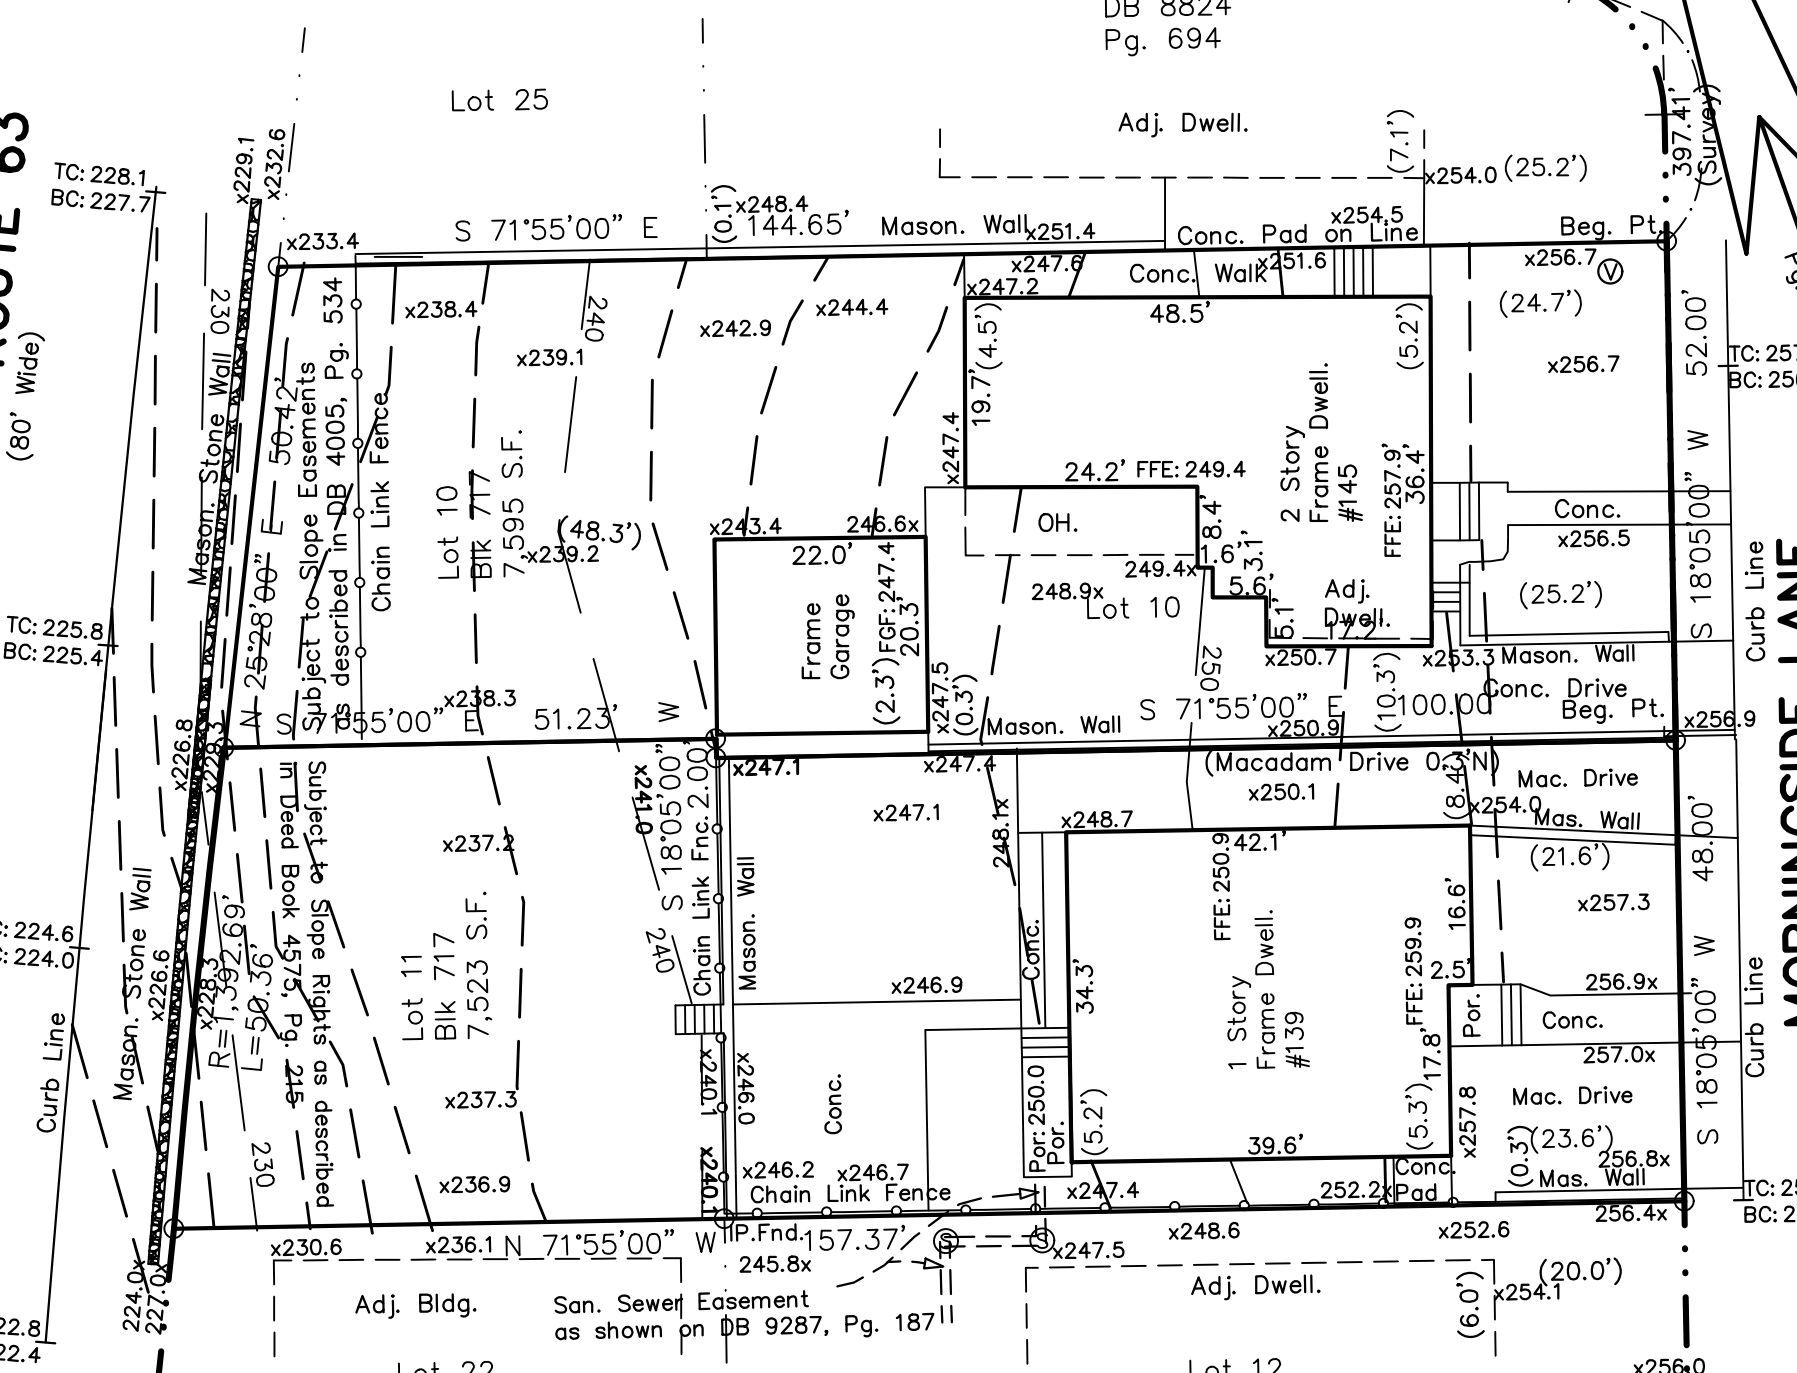 DB 8824
Pg. 694
Lot 25
Adj. Dwell.
(7.1')
397.41'
(Survey)
x229.1
x232.6
TC: 228.1
BC: 227.7
x254.0
(25.2')
(80' Wide)
x233.4
S 71°55'00" E
(0.1')
x248.4
144.65'
Mason. Wall
x251.4
x254.5
Conc. Pad on Line
Beg. Pt.
x247.6
Conc. Walk
x251.6
x256.7
V
x247.2
48.5'
(24.7')
52.00'
230
x238.4
240
x242.9
x244.4
(4.5')
(5.2')
x239.1
19.7'
x256.7
Mason. Stone Wall
50.42'
Subject to Slope Easements
as described in DB 4005, Pg. 534
Chain Link Fence
Lot 10
Blk 717
7,595 S.F.
(48.3')
x239.2
x247.4
24.2'
FFE: 249.4
2 Story
Frame Dwell.
#145
FFE: 257.9'
36.4'
x243.4
246.6x
22.0'
OH.
8.4'
1.6'
3.1'
249.4x
5.6'
Conc.
x256.5
S 18°05'00" W
Curb Line
MORNINGSIDE LANE
N 25°28'00" E
Frame
Garage
FGF: 247.4
20.3'
(2.3')
248.9x
Lot 10
5.1'
Adj.
Dwell.
17.2'
(25.2')
TC: 225.8
BC: 225.4
x238.3
x247.5
(0.3')
250
x250.7
(10.3')
x253.3
Mason. Wall
Conc. Drive
S 71°55'00" E
51.23'
W
Mason. Wall
S 71°55'00" E
x250.9
100.00'
Beg. Pt.
x256.9
x226.8
x228.3
x247.1
x247.4
(Macadam Drive 0.3'N)
Mac. Drive
x241.0
S 18°05'00"
2.00'
x250.1
(8.4')
x254.0
Mas. Wall
48.00'
x247.1
248.1x
x248.7
42.1'
(21.6')
x237.2
Chain Link Fnc.
Mason. Wall
FFE: 250.9
16.6'
x257.3
Subject to Slope Rights as described
in Deed Book 4575, Pg. 215
R=1,392.69'
L=50.36'
Lot 11
Blk 717
7,523 S.F.
240
Conc.
34.3'
1 Story
Frame Dwell.
#139
FFE: 259.9
2.5'
Por.
256.9x
Conc.
257.0x
S 18°05'00" W
Curb Line
: 224.6
: 224.0
Mason. Stone Wall
x226.6
x228.3
x246.9
Curb Line
x237.3
x240.1
x246.0
Conc.
Por: 250.0
Por.
(5.2')
17.8'
(5.3')
x257.8
Mac. Drive
(23.6')
(0.3')
256.8x
Mas. Wall
230
x236.9
x240.1
x246.2
x246.7
Chain Link Fence
x247.4
39.6'
252.2x
Conc.
Pad
256.4x
x230.6
x236.1
N 71°55'00" W
IP.Fnd.
157.37'
245.8x
S
S
x247.5
x248.6
x252.6
224.0x
227.0x
Adj. Bldg.
San. Sewer Easement
as shown on DB 9287, Pg. 187
Adj. Dwell.
(6.0')
(20.0')
x254.1
22.8
22.4
Lot 22
Lot 12
x256.0